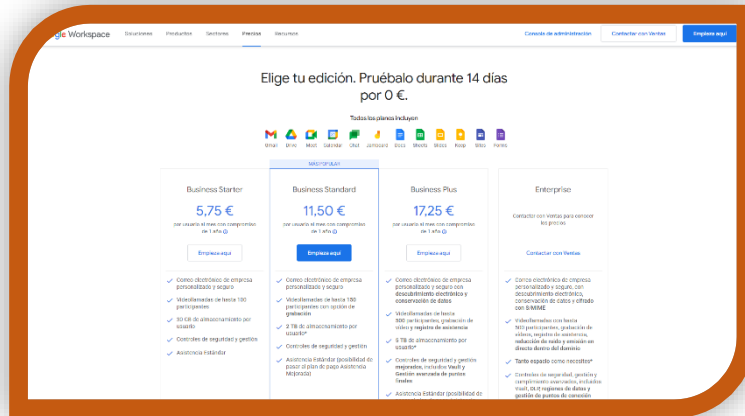 gle Workspace Soluciones Productos Sectores Precios Recursos Consola de administración Contactar con Ventas Empieza aquí
Elige tu edición. Pruébalo durante 14 días
por 0 €.
Todos los planes incluyen
Gmail Drive Meet Calendar Chat Jamboard Docs Sheets Slides Keep Sites Forms
MÁS POPULAR
Business Starter
5,75 €
por usuario al mes con compromiso
de 1 año
Empieza aquí
Correo electrónico de empresa
personalizado y seguro
Videollamadas de hasta 100
participantes
30 GB de almacenamiento por
usuario
Controles de seguridad y gestión
Asistencia Estándar
Business Standard
11,50 €
por usuario al mes con compromiso
de 1 año
Empieza aquí
Correo electrónico de empresa
personalizado y seguro
Videollamadas de hasta 150
participantes con opción de
grabación
2 TB de almacenamiento por
usuario*
Controles de seguridad y gestión
Asistencia Estándar (posibilidad de
pasar al plan de pago Asistencia
Mejorada)
Business Plus
17,25 €
por usuario al mes con compromiso
de 1 año
Empieza aquí
Correo electrónico de empresa
personalizado y seguro con
descubrimiento electrónico y
conservación de datos
Videollamadas de hasta
500 participantes, grabación de
vídeo y registro de asistencia
5 TB de almacenamiento por
usuario*
Controles de seguridad y gestión
mejorados, incluidos Vault y
Gestión avanzada de puntos
finales
Asistencia Estándar (posibilidad de
Enterprise
Contactar con Ventas para conocer
los precios
Contactar con Ventas
Correo electrónico de empresa
personalizado y seguro, con
descubrimiento electrónico,
conservación de datos y cifrado
con S/MIME
Videollamadas con hasta
500 participantes, grabación de
vídeos, registro de asistencia,
reducción de ruido y emisión en
directo dentro del dominio
Tanto espacio como necesites*
Controles de seguridad, gestión y
cumplimiento avanzados, incluidos
Vault, DLP, regiones de datos y
gestión de puntos de conexión